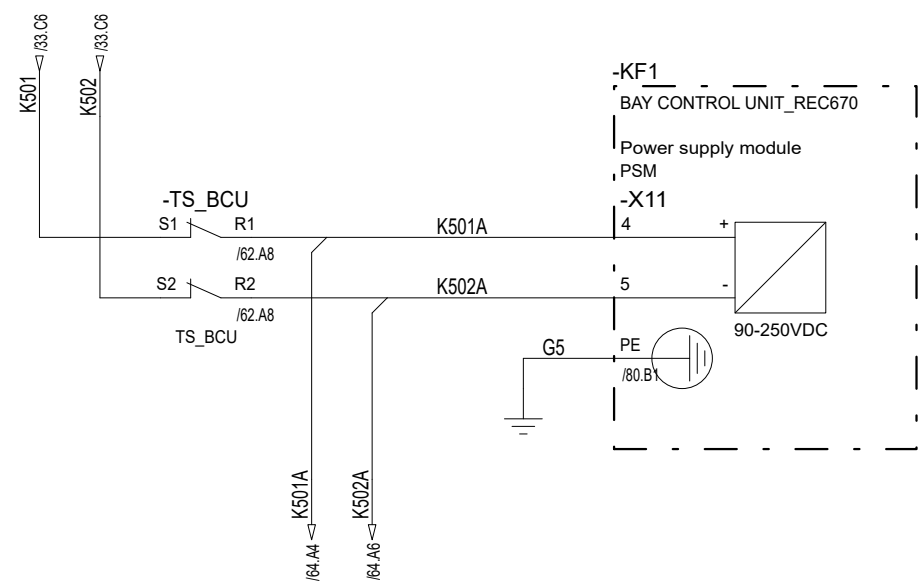 /33.C6
/33.C6
K501
K502
-KF1
BAY CONTROL UNIT_REC670
Power supply module
PSM
-TS_BCU
-X11
S1
R1
K501A
4
+
/62.A8
S2
R2
K502A
5
-
/62.A8
TS_BCU
90-250VDC
G5
PE
/80.B1
K501A
K502A
/64.A4
/64.A6